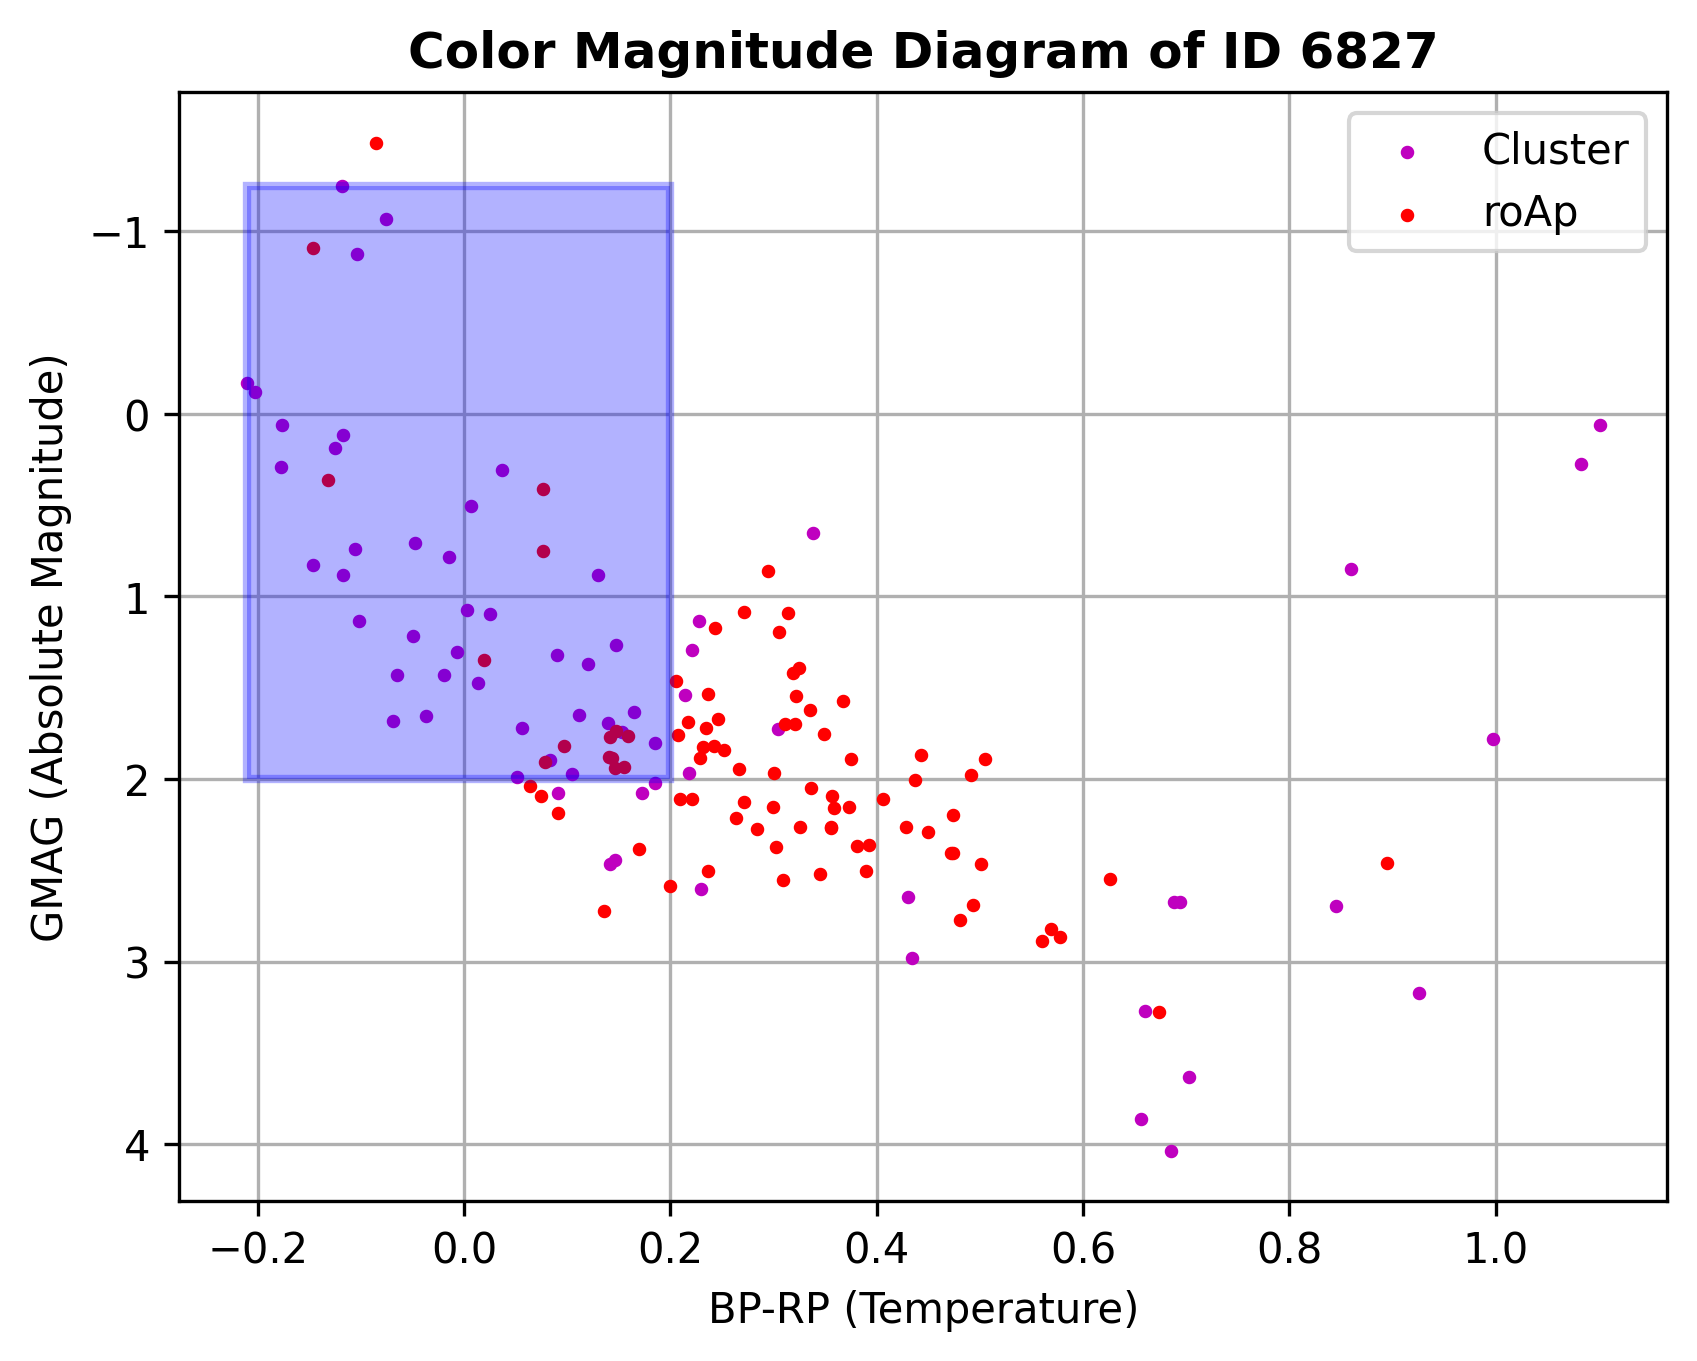 Color Magnitude Diagram of ID 6827
Cluster
roAp
GMAG (Absolute Magnitude)
−1
0
1
2
3
4
−0.2 0.0 0.2 0.4 0.6 0.8 1.0
BP-RP (Temperature)